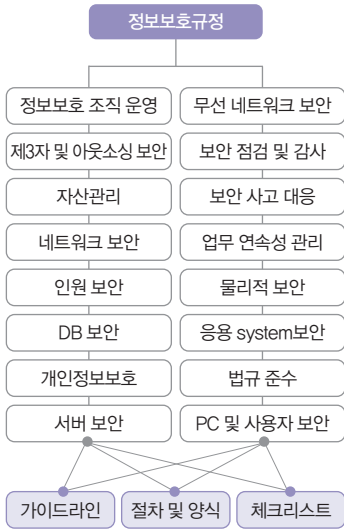 정보보호규정
정보보호 조직 운영
무선 네트워크 보안
제3자 및 아웃소싱 보안
보안 점검 및 감사
자산관리
보안 사고 대응
네트워크 보안
업무 연속성 관리
인원 보안
물리적 보안
DB 보안
응용 system보안
개인정보보호
법규 준수
서버 보안
PC 및 사용자 보안
가이드라인
절차 및 양식
체크리스트